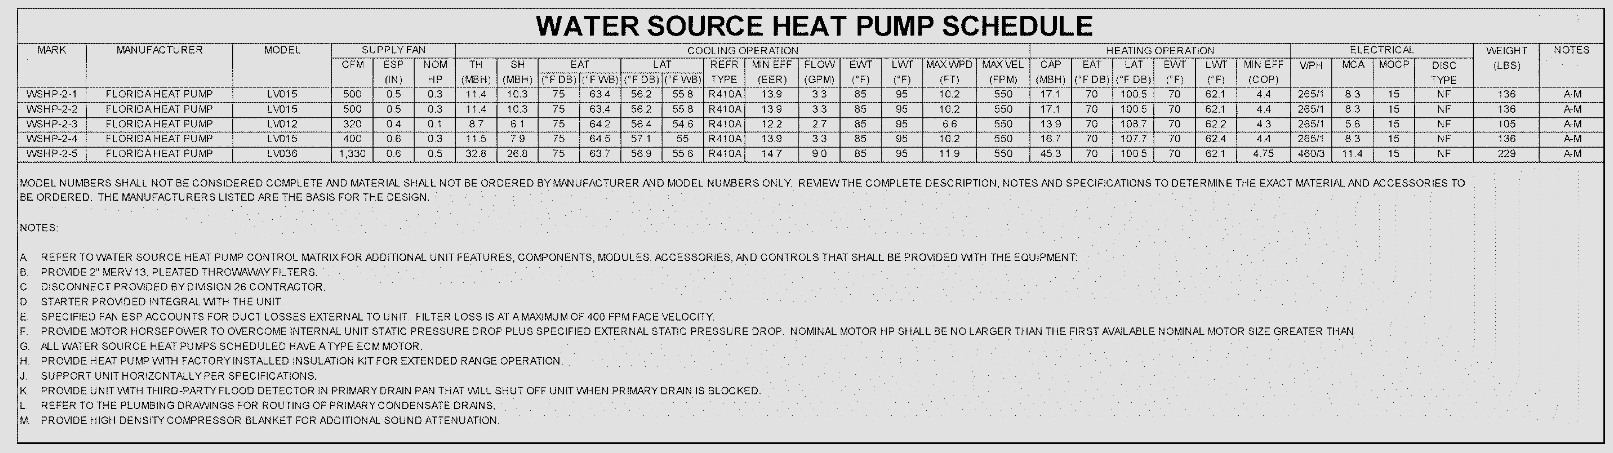 WATER SOURCE HEAT PUMP SCHEDULE
MARK MANUFACTURER MODEL SUPPLY FAN COOLING OPERATION HEATING OPERATION ELECTRICAL WEIGHT NOTES
CFM ESP NOM TH SH EAT LAT REFR MIN EFF FLOW EWT LWT MAX WPD MAX VEL CAP EAT LAT EWT LWT MIN EFF V/PH MCA MOCP DISC (LBS)
(IN) HP (MBH) (MBH) (°F DB) (°F WB) (°F DB) (°F WB) TYPE (EER) (GPM) (°F) (°F) (FT) (FPM) (MBH) (°F DB) (°F DB) (°F) (°F) (COP) TYPE
WSHP-2-1 FLORIDA HEAT PUMP LV015 500 0.5 0.3 11.4 10.3 75 63.4 56.2 55.8 R410A 13.9 3.3 85 95 10.2 550 17.1 70 100.5 70 62.1 4.4 265/1 8.3 15 NF 136 A-M
WSHP-2-2 FLORIDA HEAT PUMP LV015 500 0.5 0.3 11.4 10.3 75 63.4 56.2 55.8 R410A 13.9 3.3 85 95 10.2 550 17.1 70 100.5 70 62.1 4.4 265/1 8.3 15 NF 136 A-M
WSHP-2-3 FLORIDA HEAT PUMP LV012 320 0.4 0.1 8.7 6.1 75 64.2 56.4 54.6 R410A 12.2 2.7 85 95 6.6 550 13.9 70 108.7 70 62.2 4.3 265/1 5.6 15 NF 105 A-M
WSHP-2-4 FLORIDA HEAT PUMP LV015 400 0.6 0.3 11.5 7.9 75 64.5 57.1 55 R410A 13.9 3.3 85 95 10.2 550 16.7 70 107.7 70 62.4 4.4 265/1 8.3 15 NF 136 A-M
WSHP-2-5 FLORIDA HEAT PUMP LV036 1,330 0.6 0.5 32.8 26.8 75 63.7 56.9 55.6 R410A 14.7 9.0 85 95 11.9 550 45.3 70 100.5 70 62.1 4.75 460/3 11.4 15 NF 229 A-M
MODEL NUMBERS SHALL NOT BE CONSIDERED COMPLETE AND MATERIAL SHALL NOT BE ORDERED BY MANUFACTURER AND MODEL NUMBERS ONLY. REVIEW THE COMPLETE DESCRIPTION, NOTES AND SPECIFICATIONS TO DETERMINE THE EXACT MATERIAL AND ACCESSORIES TO
BE ORDERED. THE MANUFACTURERS LISTED ARE THE BASIS FOR THE DESIGN.
NOTES:
A. REFER TO WATER SOURCE HEAT PUMP CONTROL MATRIX FOR ADDITIONAL UNIT FEATURES, COMPONENTS, MODULES, ACCESSORIES, AND CONTROLS THAT SHALL BE PROVIDED WITH THE EQUIPMENT.
B. PROVIDE 2" MERV 13, PLEATED THROWAWAY FILTERS.
C. DISCONNECT PROVIDED BY DIVISION 26 CONTRACTOR.
D. STARTER PROVIDED INTEGRAL WITH THE UNIT
E. SPECIFIED FAN ESP ACCOUNTS FOR DUCT LOSSES EXTERNAL TO UNIT. FILTER LOSS IS AT A MAXIMUM OF 400 FPM FACE VELOCITY.
F. PROVIDE MOTOR HORSEPOWER TO OVERCOME INTERNAL UNIT STATIC PRESSURE DROP PLUS SPECIFIED EXTERNAL STATIC PRESSURE DROP. NOMINAL MOTOR HP SHALL BE NO LARGER THAN THE FIRST AVAILABLE NOMINAL MOTOR SIZE GREATER THAN
G. ALL WATER SOURCE HEAT PUMPS SCHEDULED HAVE A TYPE ECM MOTOR.
H. PROVIDE HEAT PUMP WITH FACTORY INSTALLED INSULATION KIT FOR EXTENDED RANGE OPERATION.
J. SUPPORT UNIT HORIZONTALLY PER SPECIFICATIONS.
K. PROVIDE UNIT WITH THIRD-PARTY FLOOD DETECTOR IN PRIMARY DRAIN PAN THAT WILL SHUT OFF UNIT WHEN PRIMARY DRAIN IS BLOCKED.
L. REFER TO THE PLUMBING DRAWINGS FOR ROUTING OF PRIMARY CONDENSATE DRAINS.
M. PROVIDE HIGH DENSITY COMPRESSOR BLANKET FOR ADDITIONAL SOUND ATTENUATION.